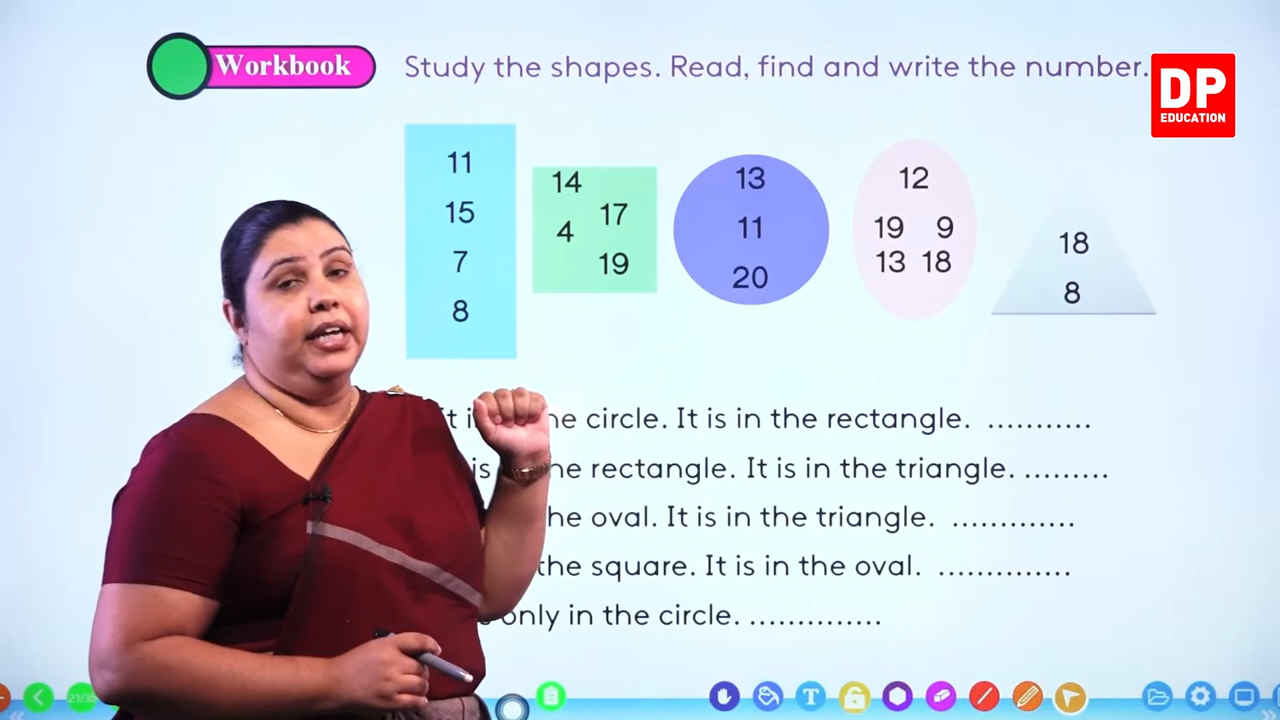 Workbook
Study the shapes. Read, find and write the number.
DP
EDUCATION
11
15
7
8
14
17
4
19
13
11
20
12
19 9
13 18
18
8
circle. It is in the rectangle. ...........
rectangle. It is in the triangle. .........
oval. It is in the triangle. .............
the square. It is in the oval. ..............
only in the circle. ..............
21/35
T